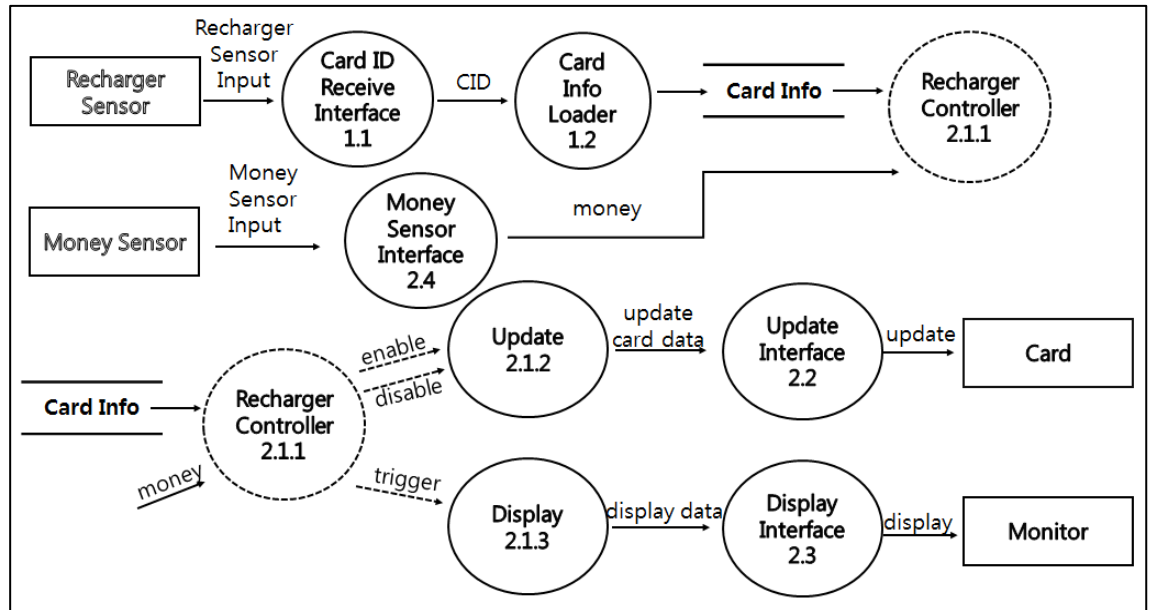 Recharger
Sensor
Input
Recharger
Sensor
Card ID
Receive
Interface
1.1
CID
Card
Info
Loader
1.2
Card Info
Recharger
Controller
2.1.1
Money
Sensor
Input
Money Sensor
Money
Sensor
Interface
2.4
money
Card Info
money
Recharger
Controller
2.1.1
enable
disable
trigger
Update
2.1.2
update
card data
Update
Interface
2.2
update
Card
Display
2.1.3
display data
Display
Interface
2.3
display
Monitor